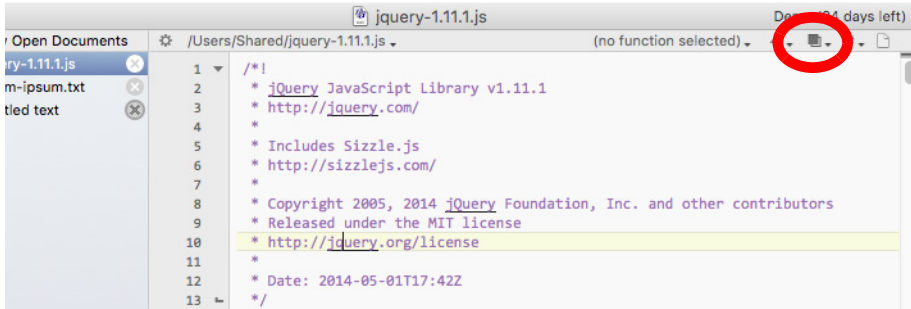 jquery-1.11.1.js
days left)
Open Documents
/Users/Shared/jquery-1.11.1.js
(no function selected)
ry-1.11.1.js
m-ipsum.txt
tled text
1 /*!
2 * jQuery JavaScript Library v1.11.1
3 * http://jquery.com/
4 *
5 * Includes Sizzle.js
6 * http://sizzlejs.com/
7 *
8 * Copyright 2005, 2014 jQuery Foundation, Inc. and other contributors
9 * Released under the MIT license
10 * http://jquery.org/license
11 *
12 * Date: 2014-05-01T17:42Z
13 */